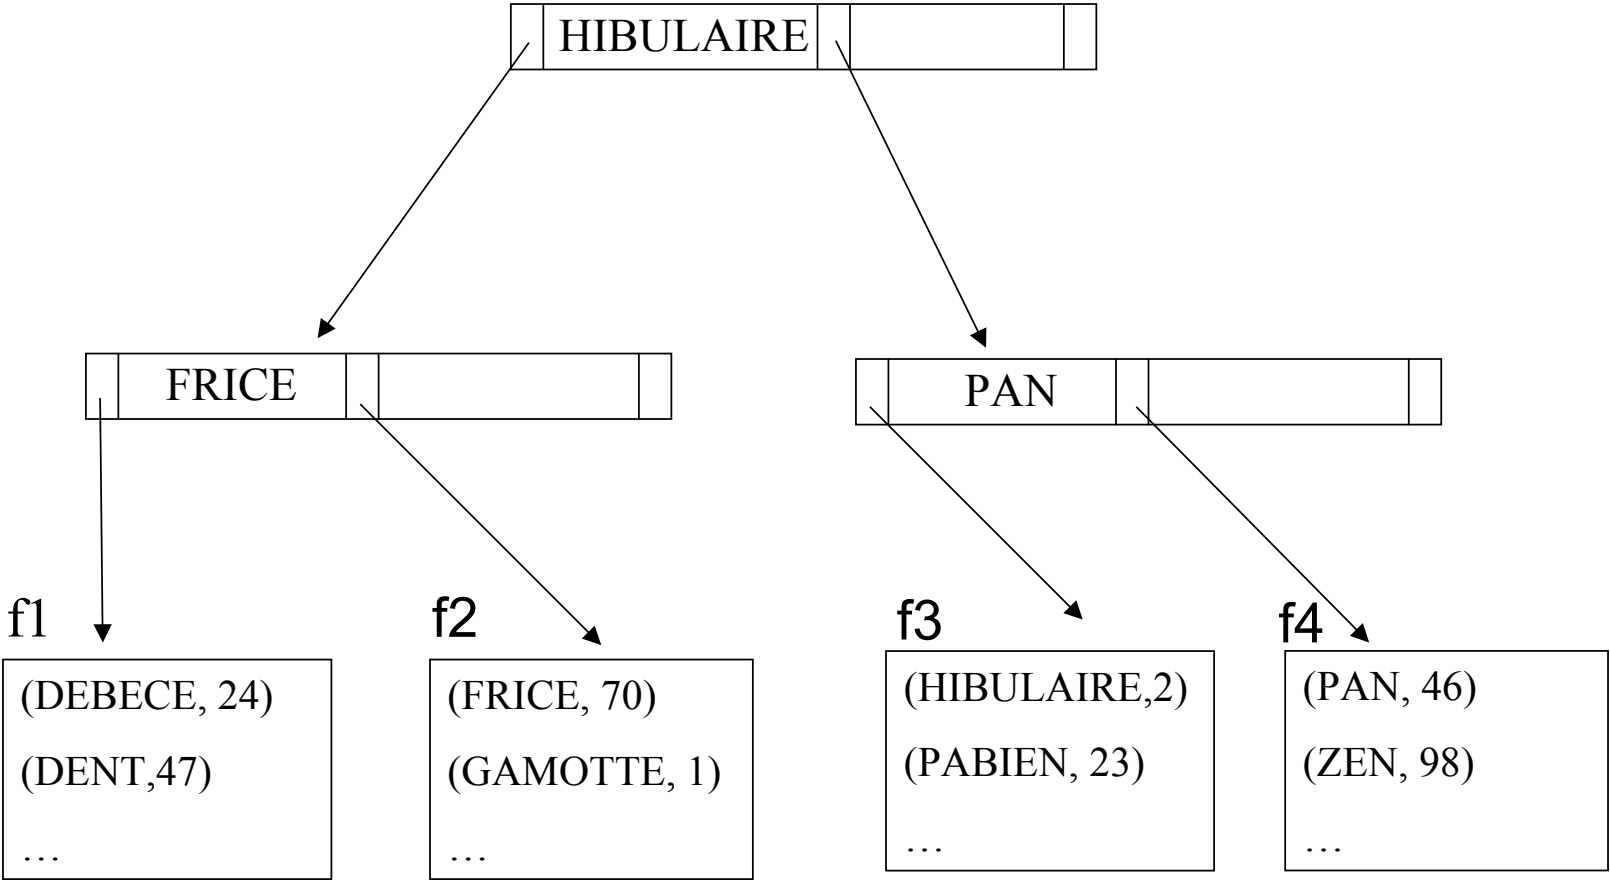 HIBULAIRE
FRICE
PAN
f1
f2
f3
f4
(DEBECE, 24)
(DENT,47)
…
(FRICE, 70)
(GAMOTTE, 1)
…
(HIBULAIRE,2)
(PABIEN, 23)
…
(PAN, 46)
(ZEN, 98)
…